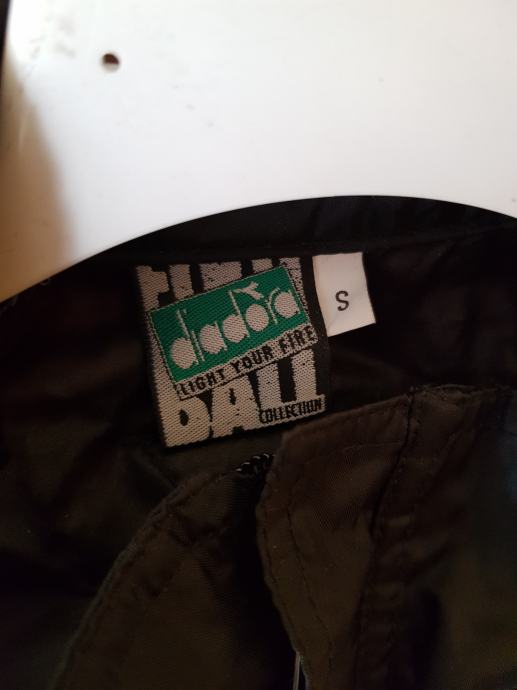 diadora
LIGHT YOUR FIRE
BALL
COLLECTION
S